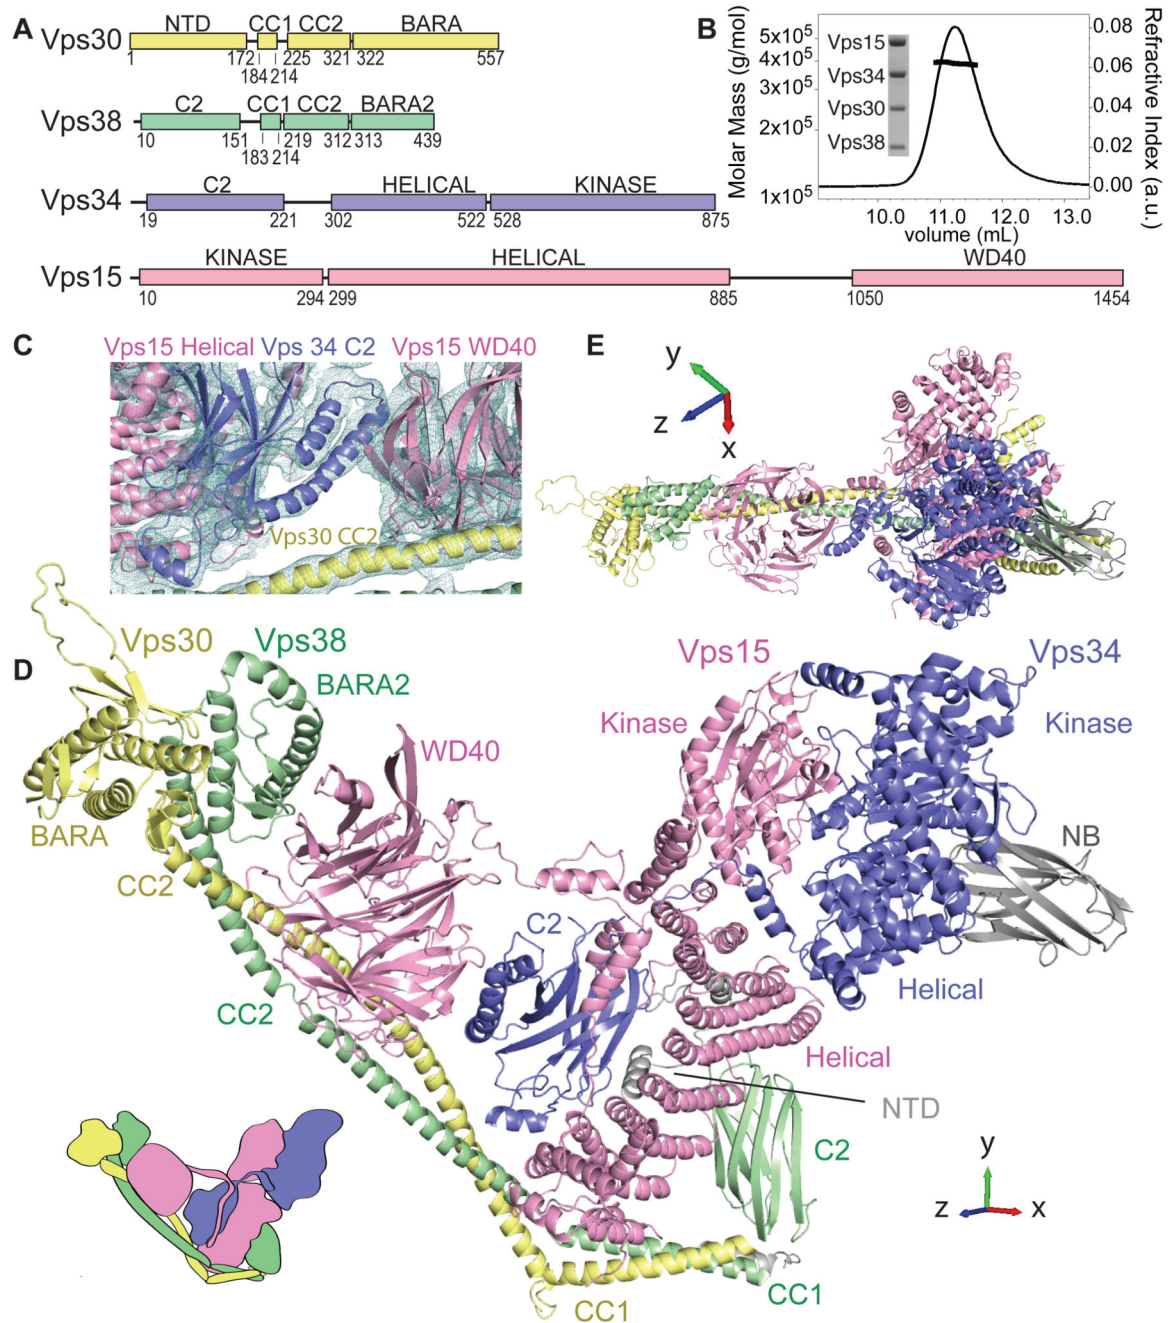 A
Vps30
NTD CC1 CC2 BARA
1 172 225 321 322 557
184 214
Vps38
C2 CC1 CC2 BARA2
10 151 219 312 313 439
183 214
Vps34
C2 HELICAL KINASE
19 221 302 522 528 875
Vps15
KINASE HELICAL WD40
10 294 299 885 1050 1454
B
Molar Mass (g/mol)
5x10⁵
4x10⁵
3x10⁵
2x10⁵
1x10⁵
Vps15
Vps34
Vps30
Vps38
0.08
0.06
0.04
0.02
0.00
Refractive Index (a.u.)
10.0 11.0 12.0 13.0
volume (mL)
C
Vps15 Helical Vps 34 C2 Vps15 WD40
Vps30 CC2
E
y
z
x
D
Vps30 Vps38
BARA2
WD40
BARA
CC2
CC2
Vps15 Vps34
Kinase Kinase
NB
C2
Helical
Helical
NTD
C2
CC1
CC1
y
z x